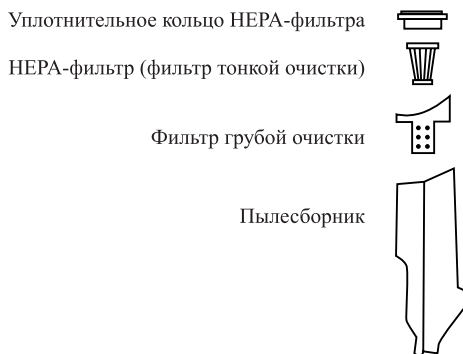 Уплотнительное кольцо HEPA-фильтра
HEPA-фильтр (фильтр тонкой очистки)
Фильтр грубой очистки
Пылесборник